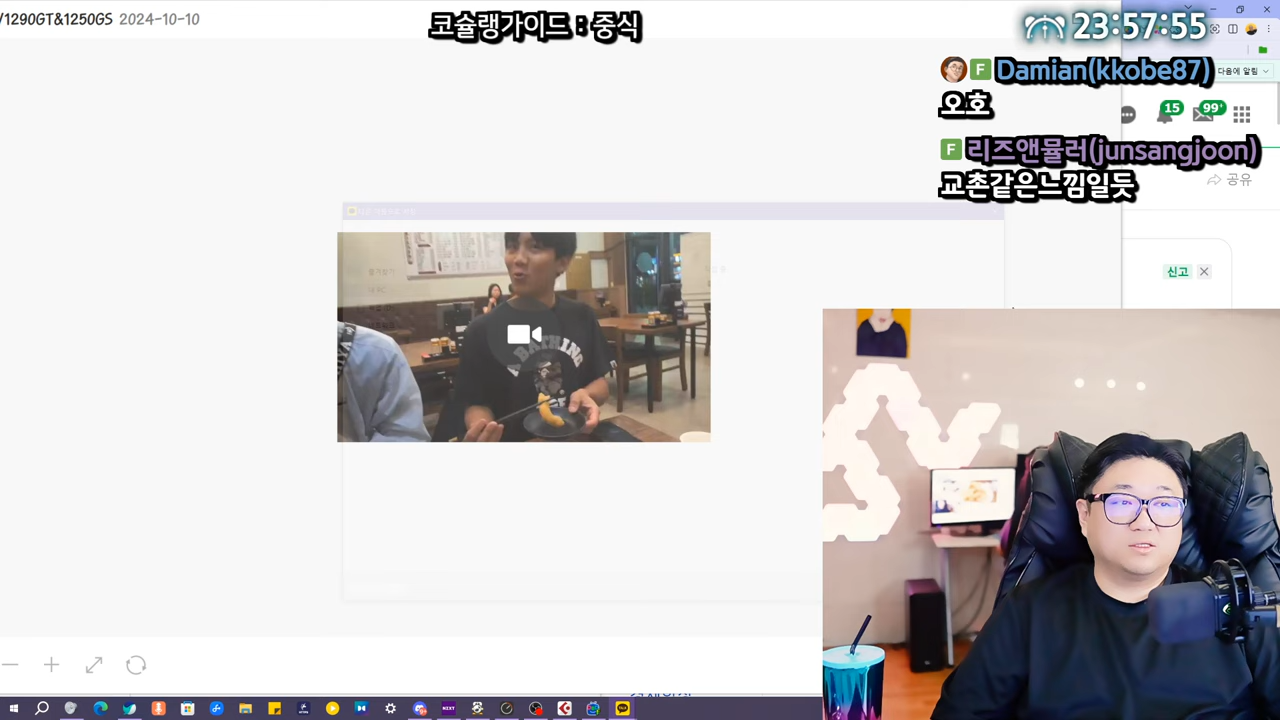 /1290GT&1250GS 2024-10-10
코슐랭가이드 : 중식
23:57:55
다음에 알림
F Damian(kkobe87)
오호
15
99+
F 리즈앤뮬러(junsangjoon)
교촌같은느낌일듯
공유
신고
A BATHING